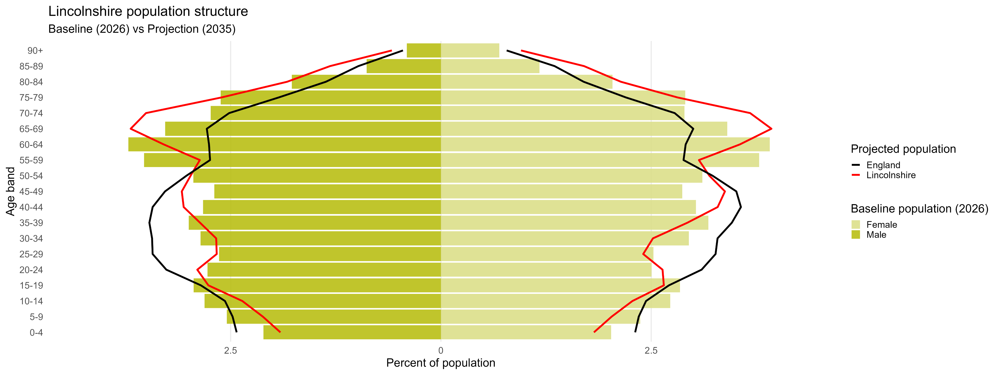 Lincolnshire population structure
Baseline (2026) vs Projection (2035)
Age band
90+
85-89
80-84
75-79
70-74
65-69
60-64
55-59
50-54
45-49
40-44
35-39
30-34
25-29
20-24
15-19
10-14
5-9
0-4
2.5 0 2.5
Percent of population
Projected population
England
Lincolnshire
Baseline population (2026)
Female
Male